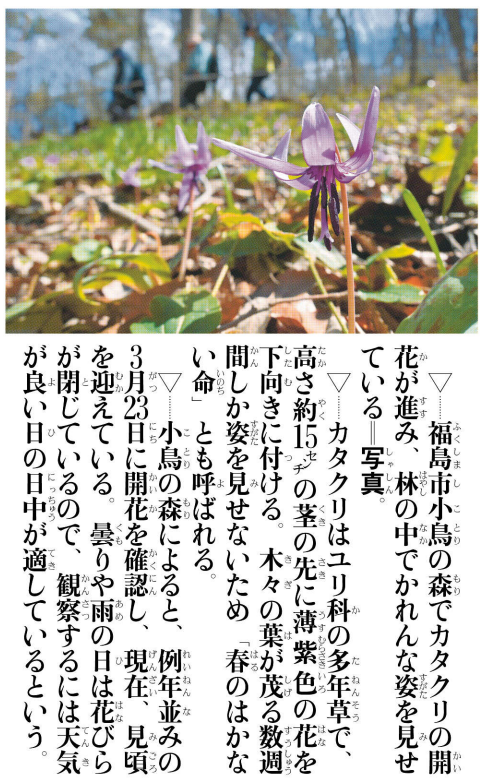 ▽……福島市小鳥の森でカタクリの開
花が進み、林の中でかれんな姿を見せ
ている＝写真。
▽……カタクリはユリ科の多年草で、
高さ約15㌢の茎の先に薄紫色の花を
下向きに付ける。木々の葉が茂る数週
間しか姿を見せないため「春のはかな
い命」とも呼ばれる。
▽……小鳥の森によると、例年並みの
3月23日に開花を確認し、現在、見頃
を迎えている。曇りや雨の日は花びら
が閉じているので、観察するには天気
が良い日の日中が適しているという。